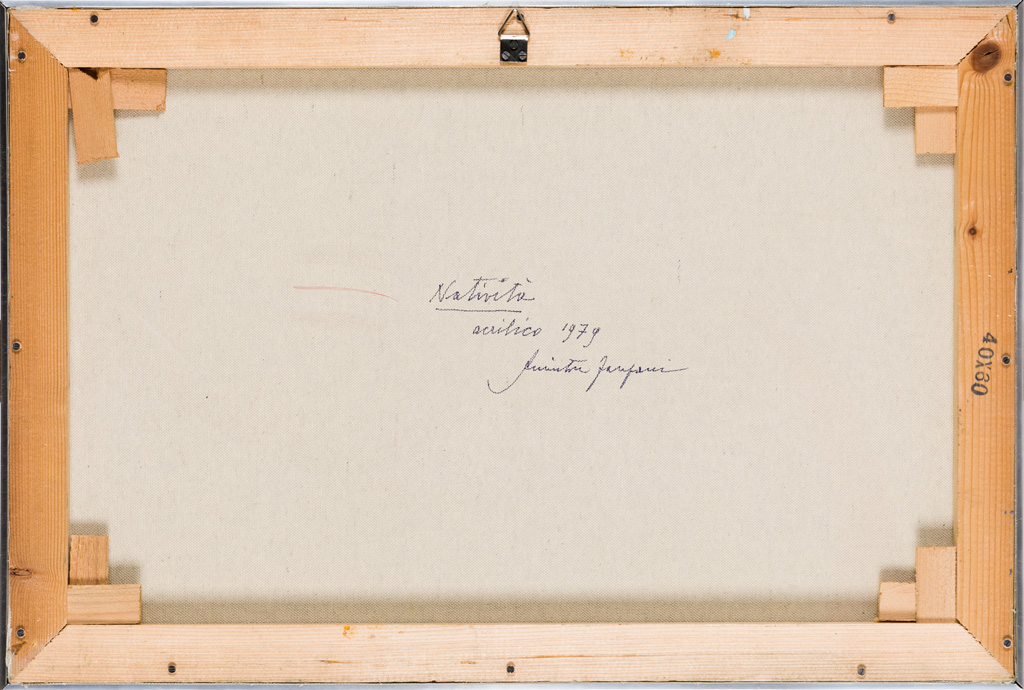 Natività
acrilico 1979
Amintore Fanfani
40X60